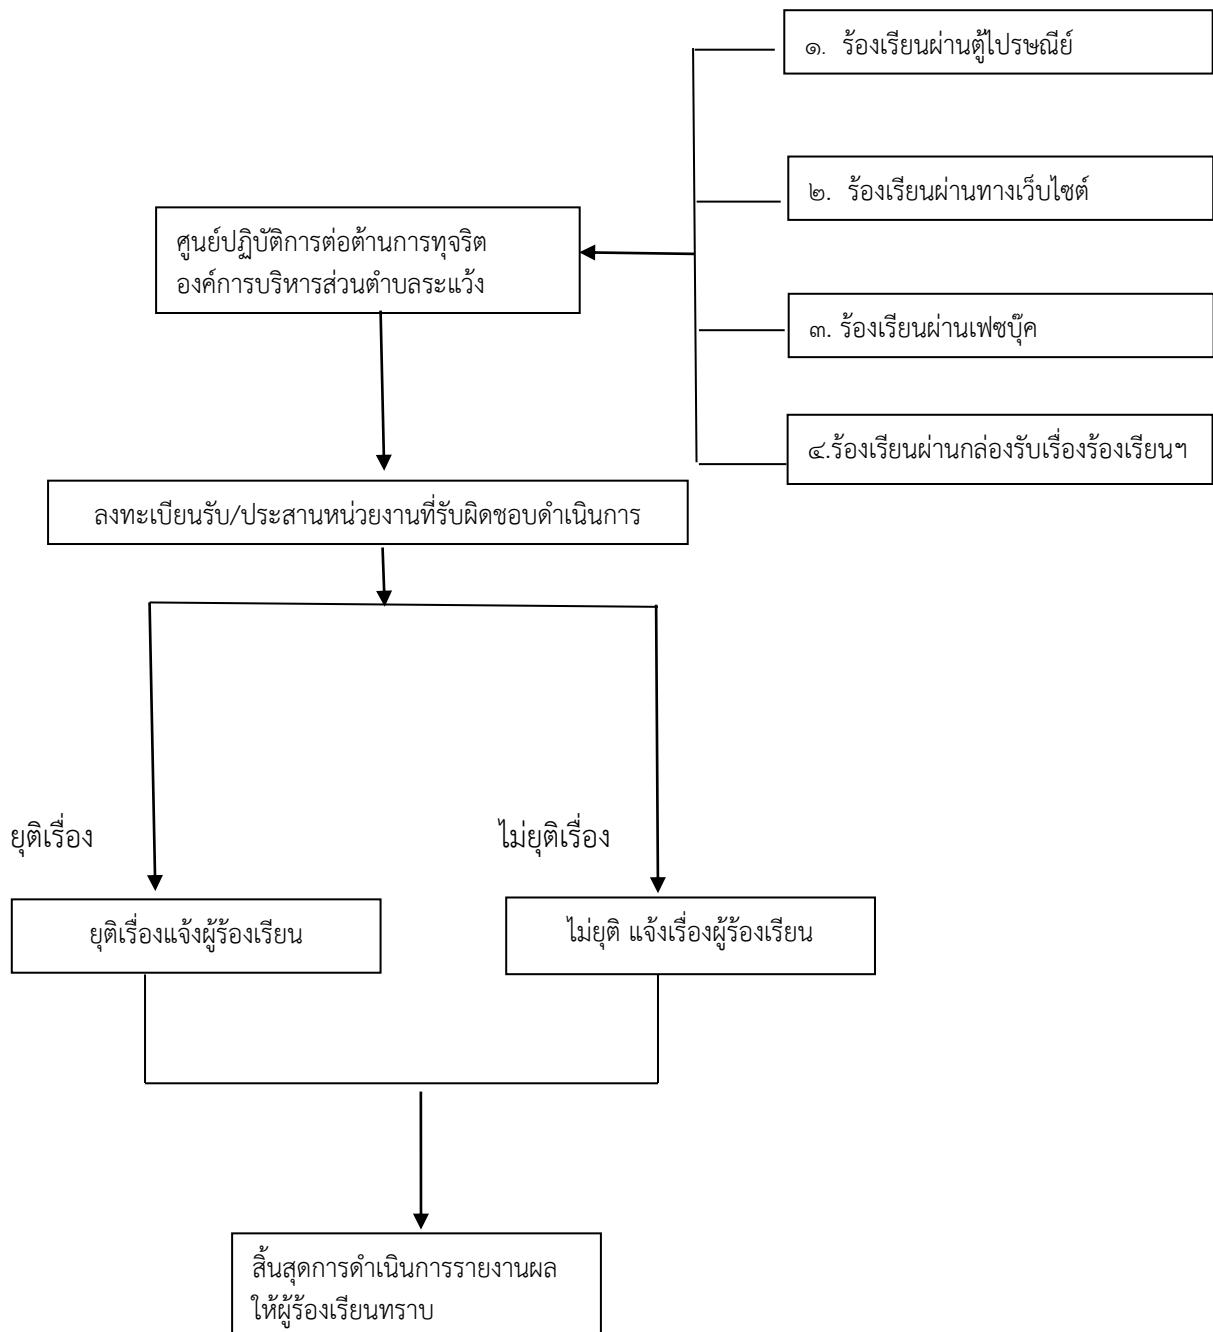 ๑. ร้องเรียนผ่านตู้ไปรษณีย์
๒. ร้องเรียนผ่านทางเว็บไซต์
ศูนย์ปฏิบัติการต่อต้านการทุจริต
องค์การบริหารส่วนตำบลระแว้ง
๓. ร้องเรียนผ่านเฟซบุ๊ค
๔.ร้องเรียนผ่านกล่องรับเรื่องร้องเรียนฯ
ลงทะเบียนรับ/ประสานหน่วยงานที่รับผิดชอบดำเนินการ
ยุติเรื่อง
ไม่ยุติเรื่อง
ยุติเรื่องแจ้งผู้ร้องเรียน
ไม่ยุติ แจ้งเรื่องผู้ร้องเรียน
สิ้นสุดการดำเนินการรายงานผล
ให้ผู้ร้องเรียนทราบ